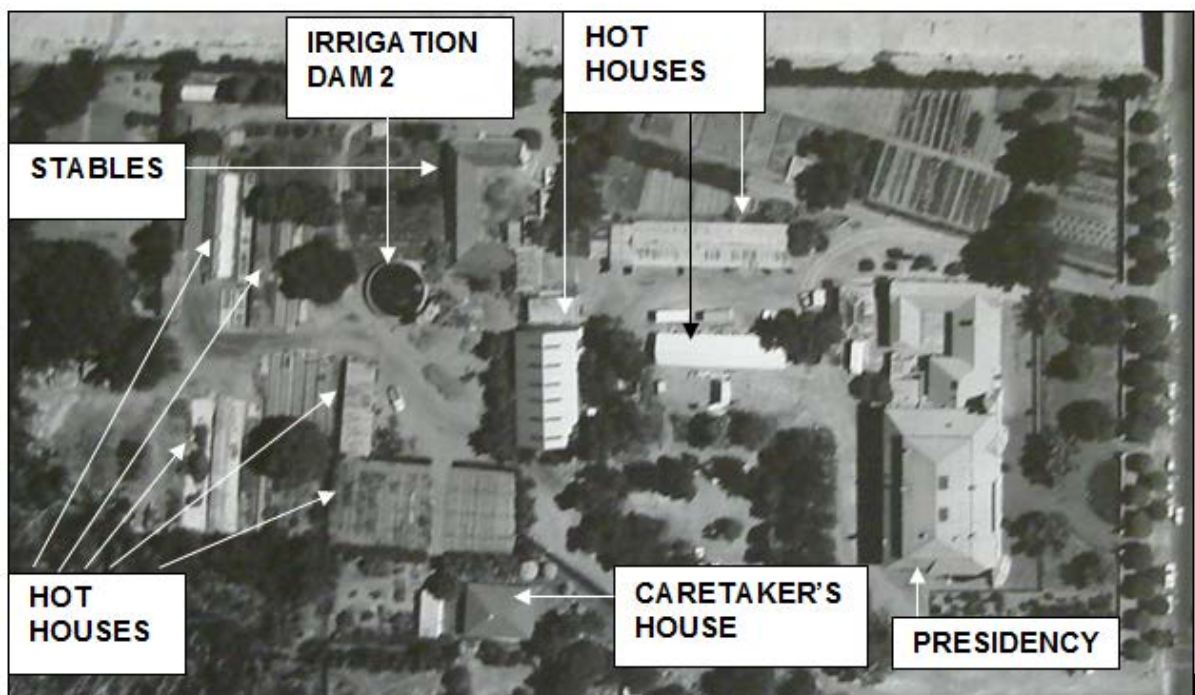 IRRIGATION
DAM 2
HOT
HOUSES
STABLES
HOT
HOUSES
CARETAKER'S
HOUSE
PRESIDENCY